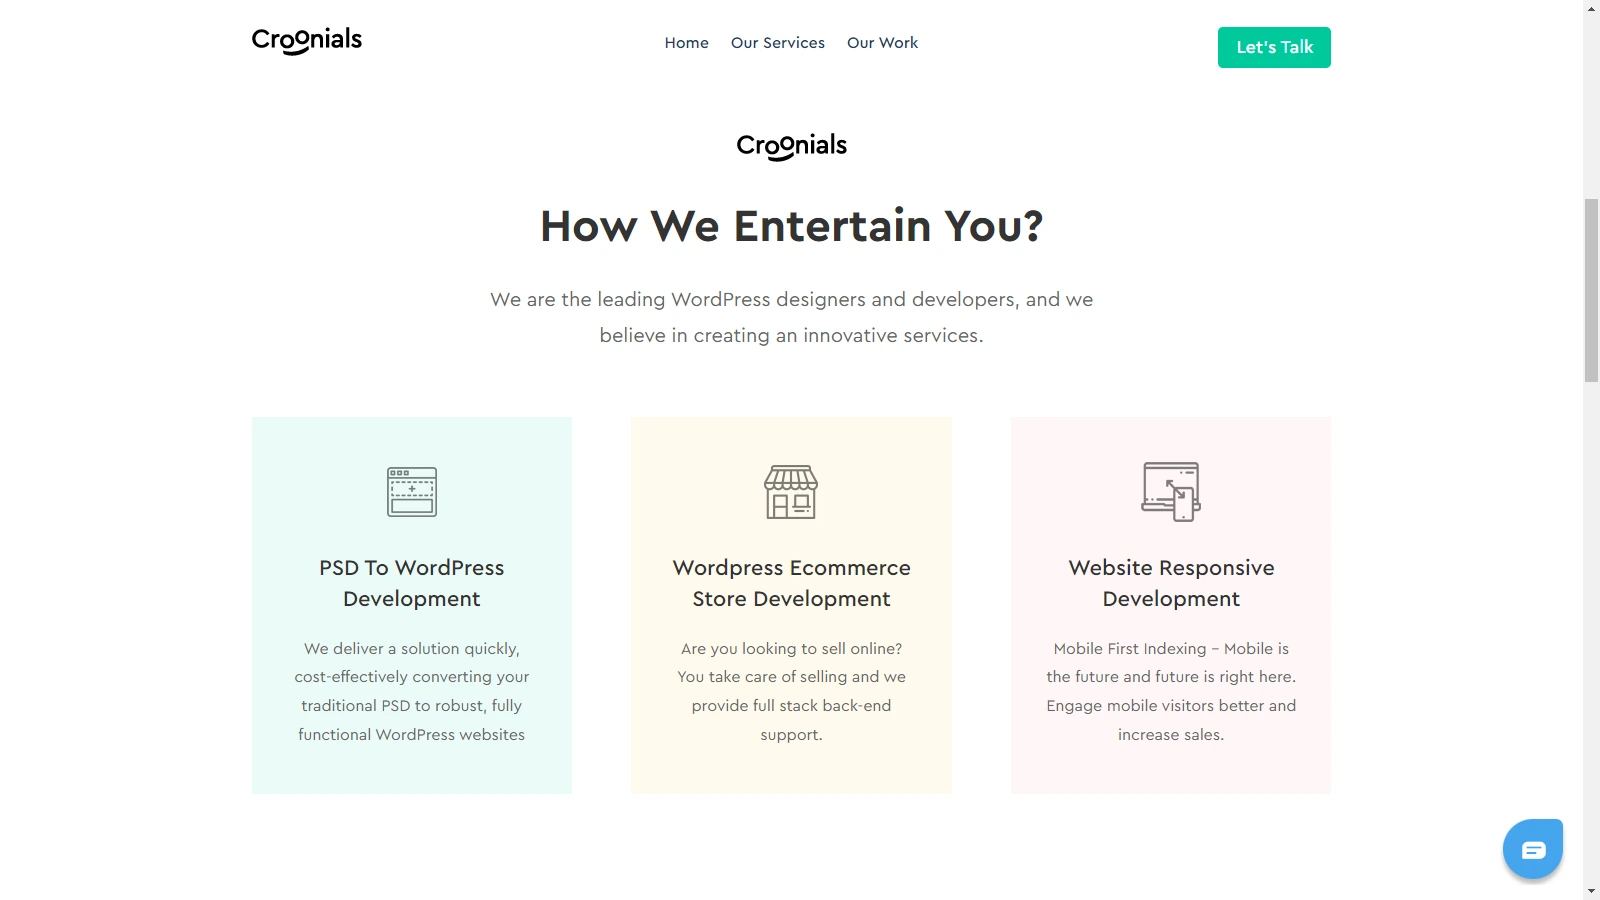 Croonials
Home Our Services Our Work
Let's Talk
Croonials
How We Entertain You?
We are the leading WordPress designers and developers, and we
believe in creating an innovative services.
PSD To WordPress
Development
We deliver a solution quickly,
cost-effectively converting your
traditional PSD to robust, fully
functional WordPress websites
Wordpress Ecommerce
Store Development
Are you looking to sell online?
You take care of selling and we
provide full stack back-end
support.
Website Responsive
Development
Mobile First Indexing – Mobile is
the future and future is right here.
Engage mobile visitors better and
increase sales.